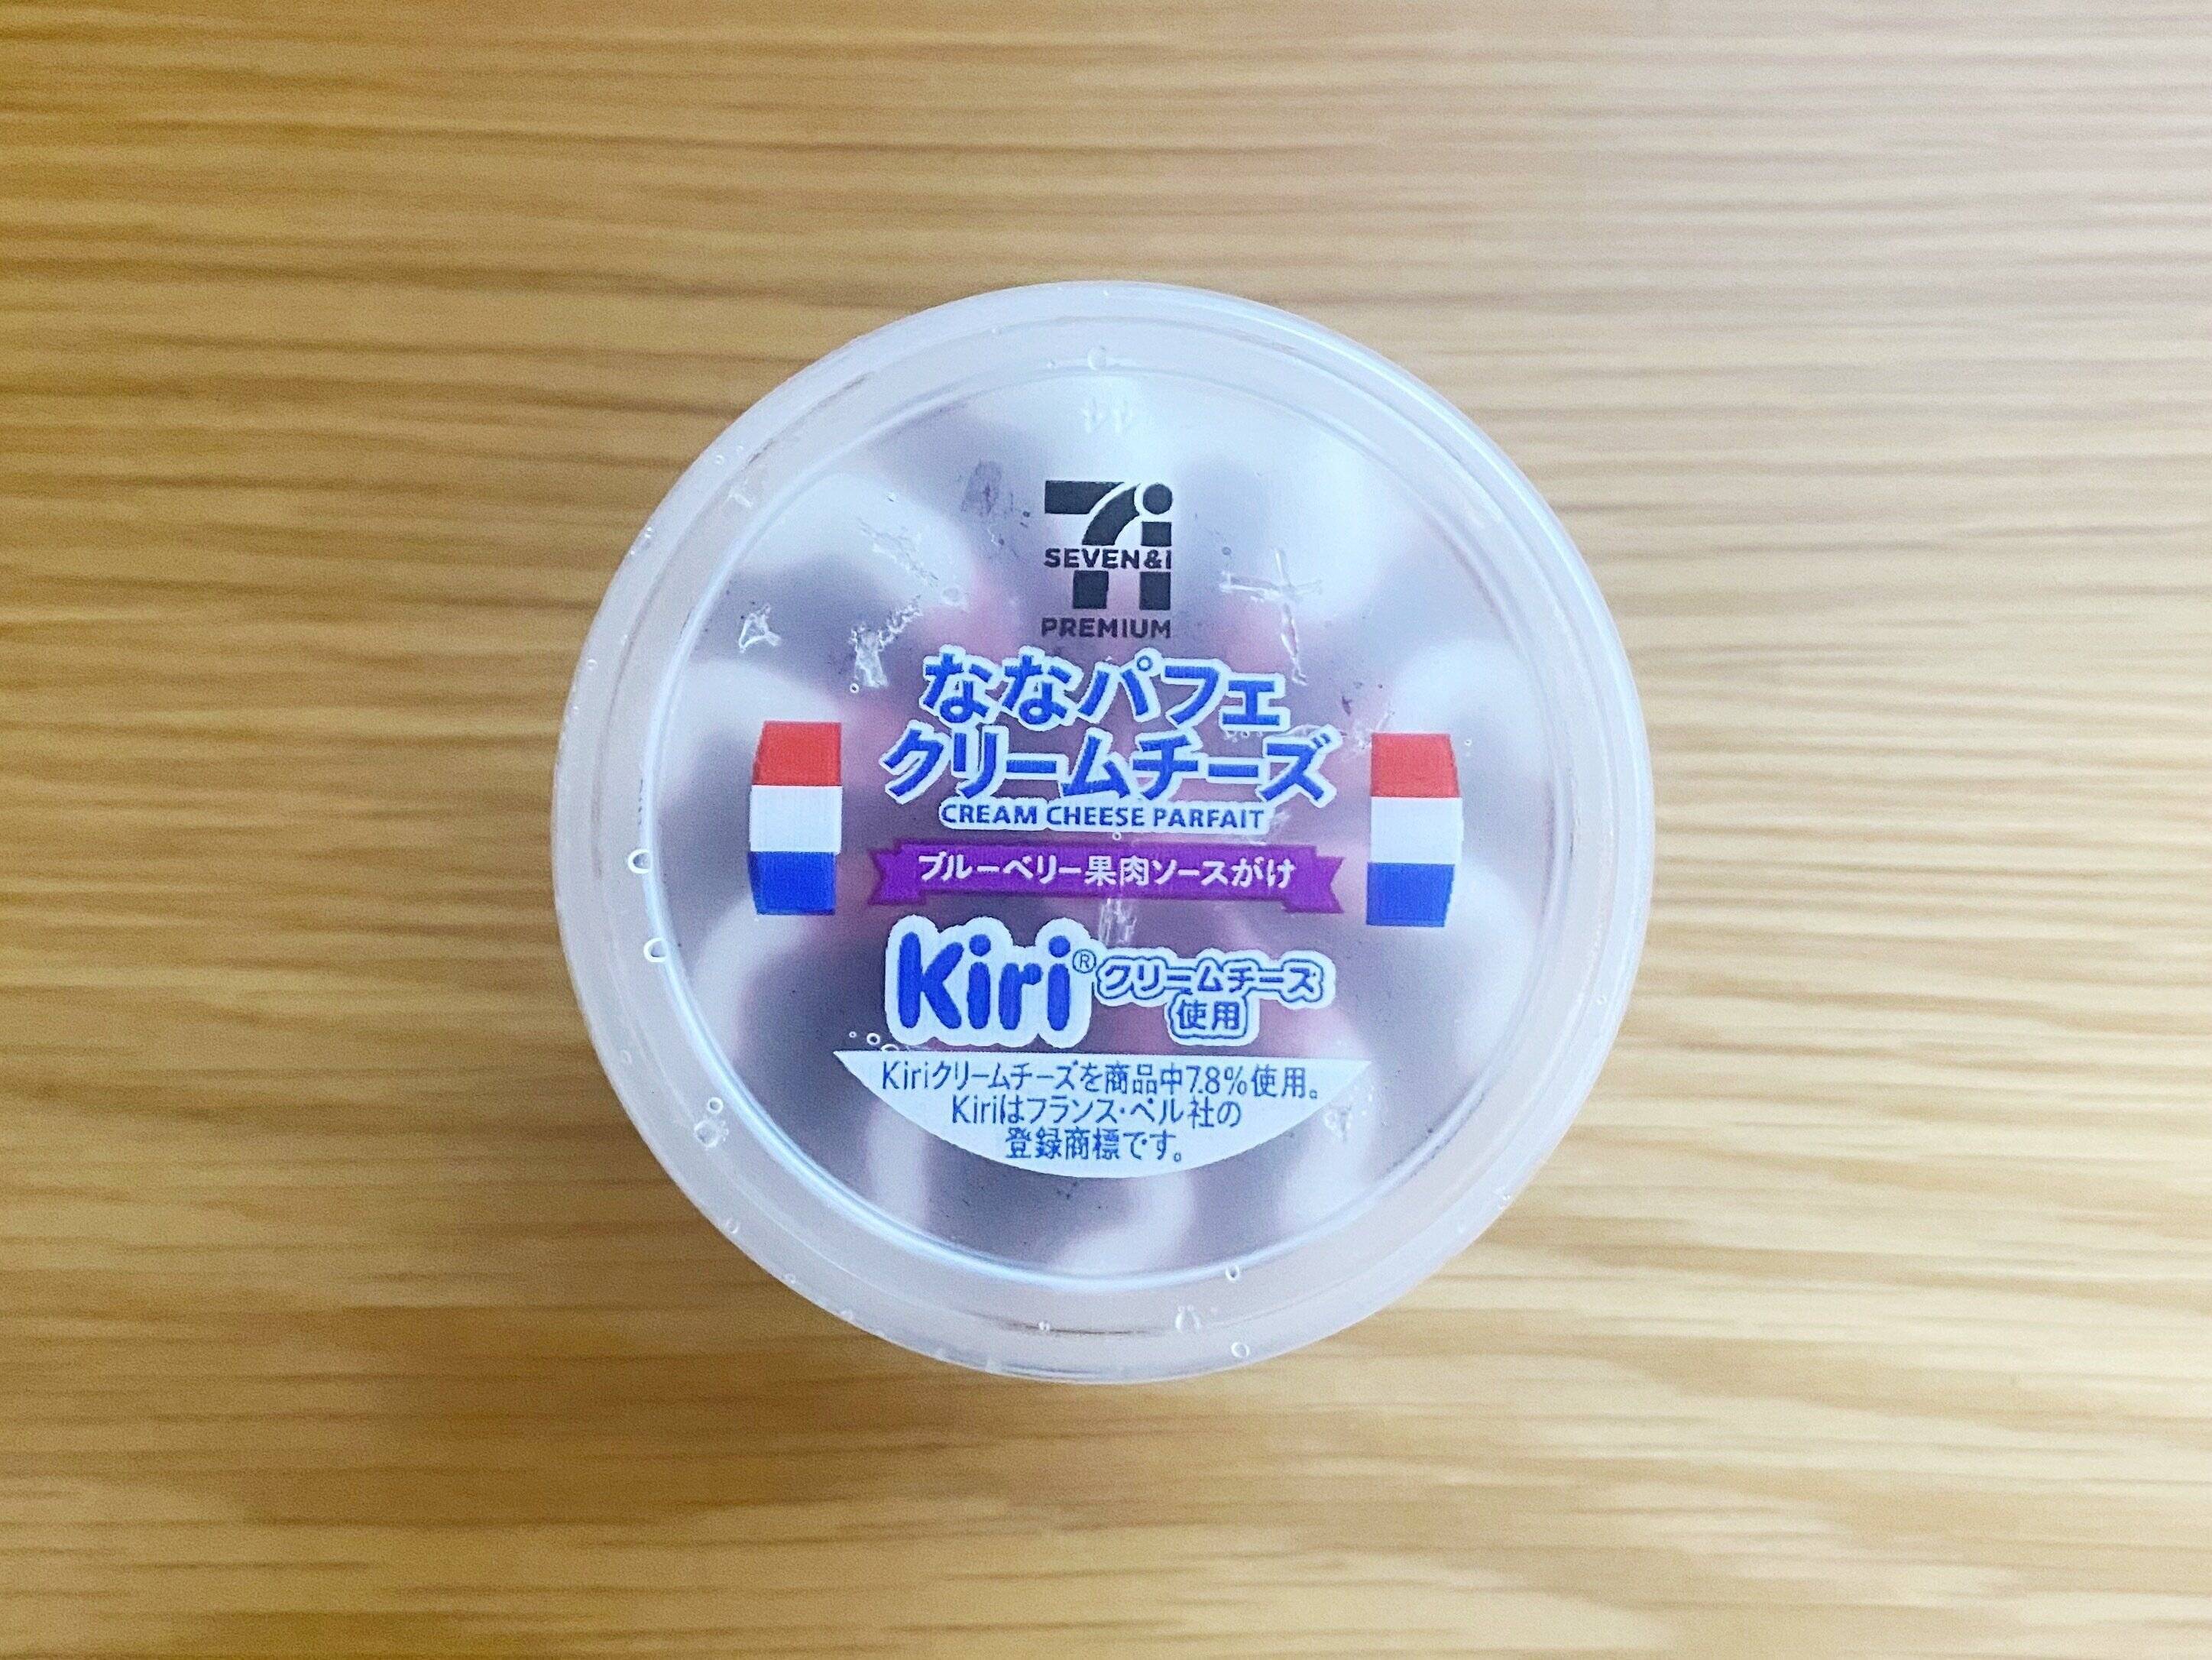 SEVEN&i
PREMIUM
ななパフェ
クリームチーズ
CREAM CHEESE PARFAIT
ブルーベリー果肉ソースがけ
Kiri® クリームチーズ
使用
Kiriクリームチーズを商品中7.8%使用。
Kiriはフランス・ベル社の
登録商標です。